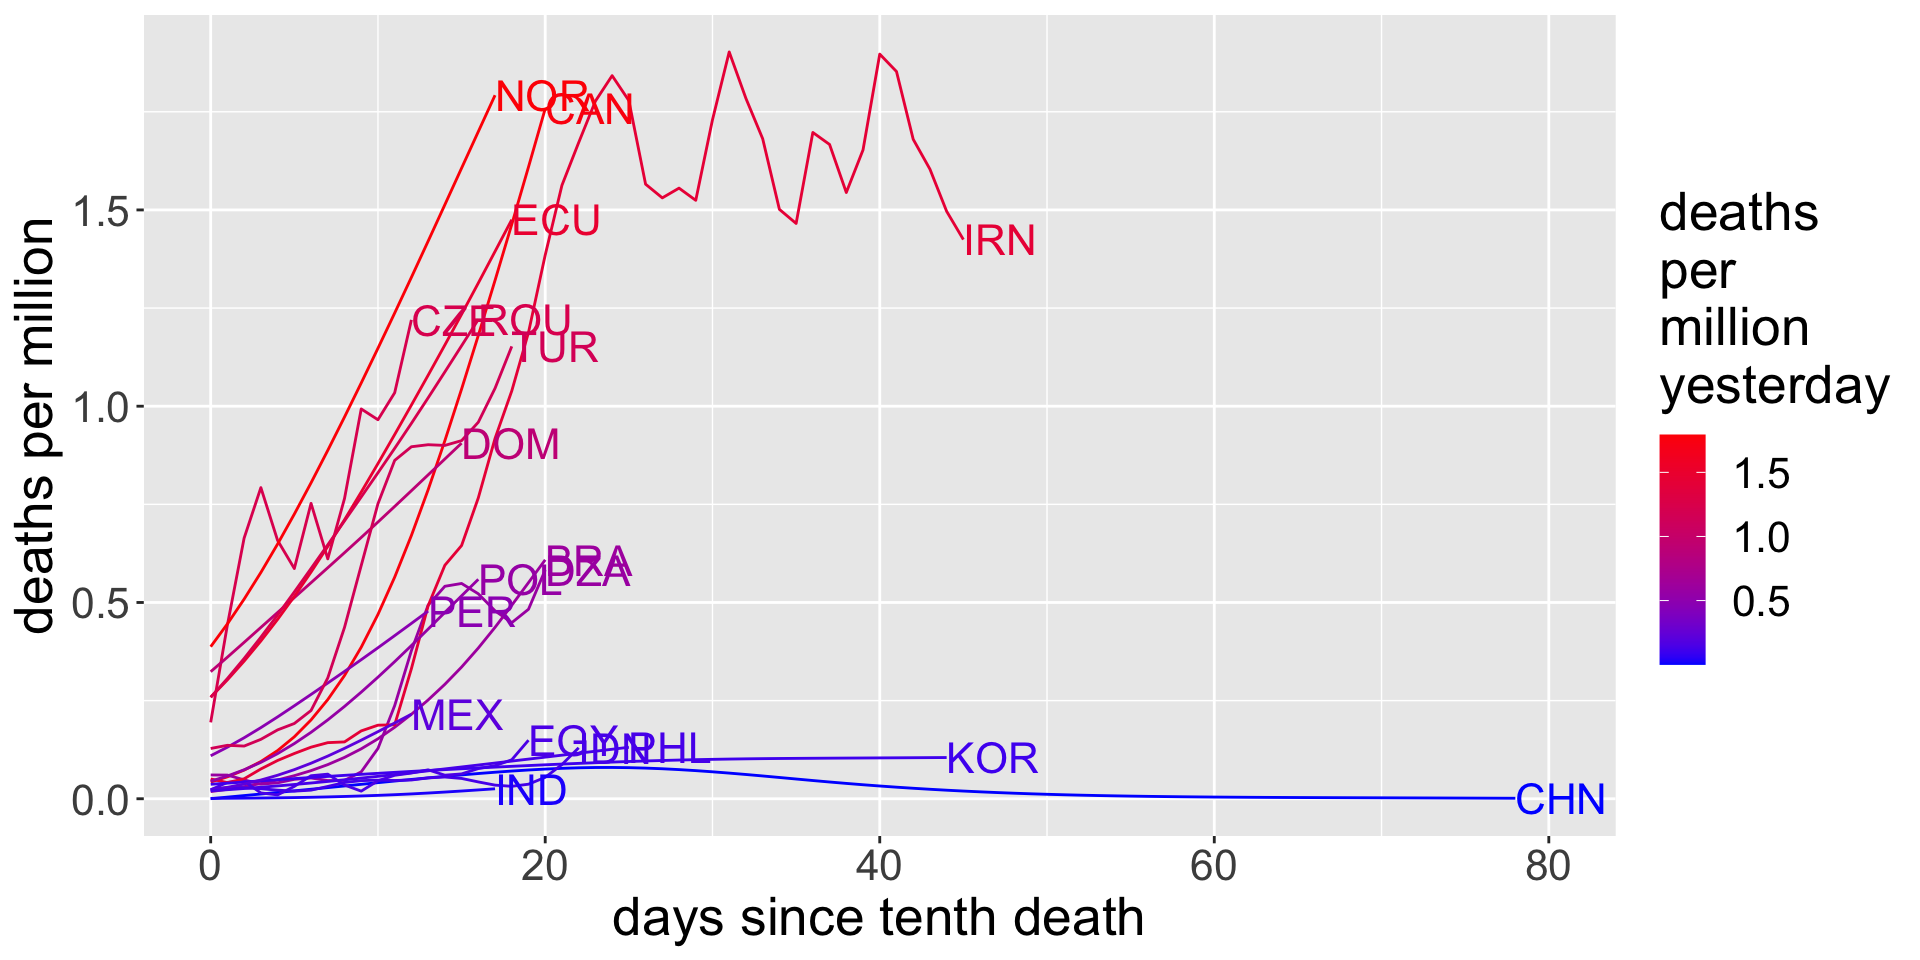 NOR
CAN
ECU
IRN
CZE
ROU
TUR
DOM
BRA
DZA
POL
PER
MEX
EGY
IDN
PHL
KOR
IND
CHN
1.5
1.0
0.5
0.0
0 20 40 60 80
days since tenth death
deaths per million
deaths
per
million
yesterday
1.5
1.0
0.5